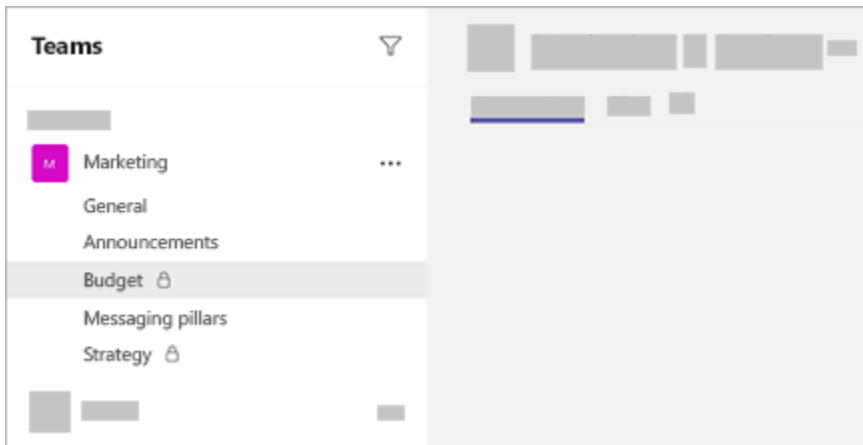 Teams
M
Marketing
General
Announcements
Budget
Messaging pillars
Strategy